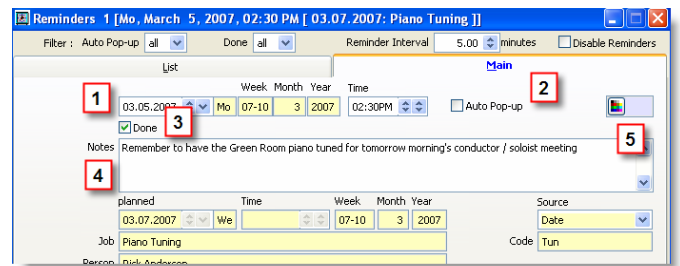 Reminders 1 [Mo, March 5, 2007, 02:30 PM [ 03.07.2007: Piano Tuning ]]
Filter : Auto Pop-up all Done all Reminder Interval 5.00 minutes Disable Reminders
List Main
Week Month Year Time
1 03.05.2007 Mo 07-10 3 2007 02:30PM Auto Pop-up 2
Done 3 5
Notes Remember to have the Green Room piano tuned for tomorrow morning's conductor / soloist meeting
4
planned Time Week Month Year Source
03.07.2007 We 07-10 3 2007 Date
Job Piano Tuning Code Tun
Person Rick Anderson